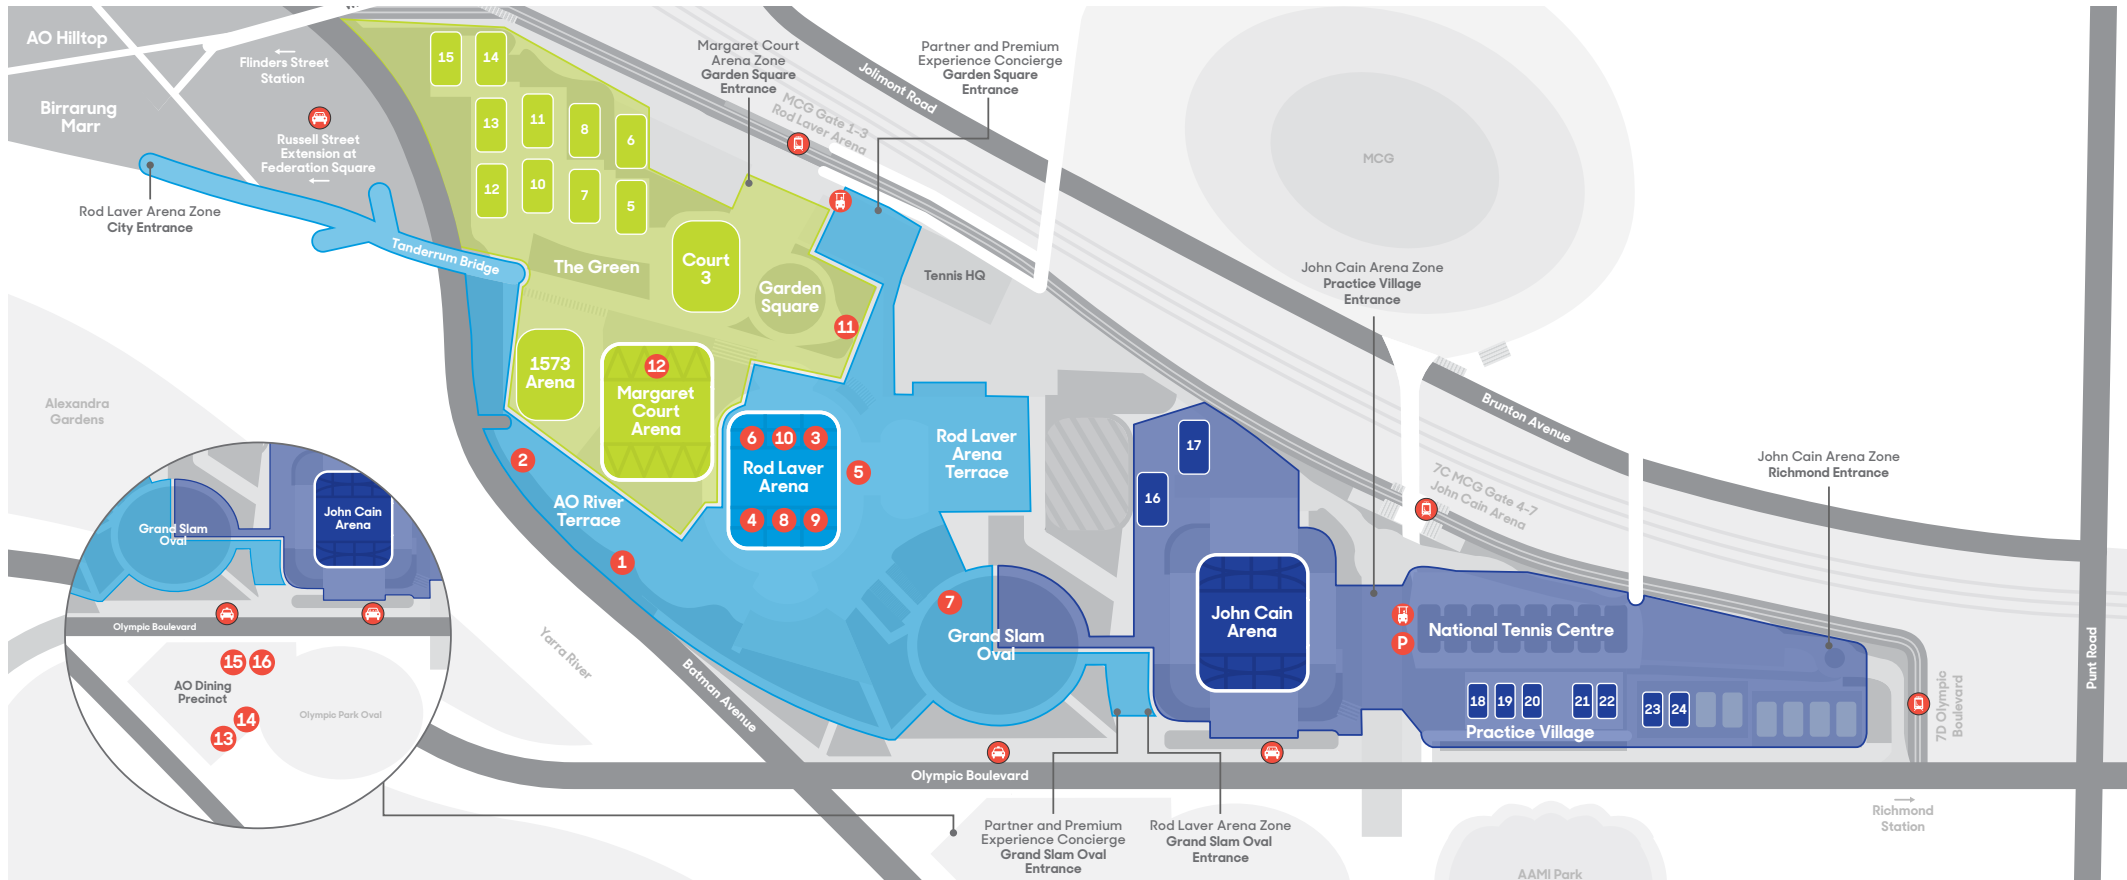 AO Hilltop
Flinders Street
Station
Birrarung
Marr
Russell Street
Extension at
Federation Square
Rod Laver Arena Zone
City Entrance
Tanderrum Bridge
15
14
13
11
8
6
12
10
7
5
The Green
Court
3
Garden
Square
11
1573
Arena
12
Margaret
Court
Arena
Margaret Court
Arena Zone
Garden Square
Entrance
Partner and Premium
Experience Concierge
Garden Square
Entrance
Jolimont Road
MCG Gate 1-3
Rod Laver Arena
MCG
Tennis HQ
John Cain Arena Zone
Practice Village
Entrance
Brunton Avenue
7C MCG Gate 4-7
John Cain Arena
John Cain Arena Zone
Richmond Entrance
Punt Road
Alexandra
Gardens
2
AO River
Terrace
1
6
10
3
Rod Laver
Arena
4
8
9
5
Rod Laver
Arena
Terrace
7
Grand Slam
Oval
17
16
John Cain
Arena
P
National Tennis Centre
18
19
20
21
22
23
24
Practice Village
7D Olympic
Boulevard
Yarra River
Batman Avenue
Olympic Boulevard
Grand Slam
Oval
John Cain
Arena
Olympic Boulevard
15
16
AO Dining
Precinct
14
13
Olympic Park Oval
Partner and Premium
Experience Concierge
Grand Slam Oval
Entrance
Rod Laver Arena Zone
Grand Slam Oval
Entrance
Richmond
Station
AAMI Park